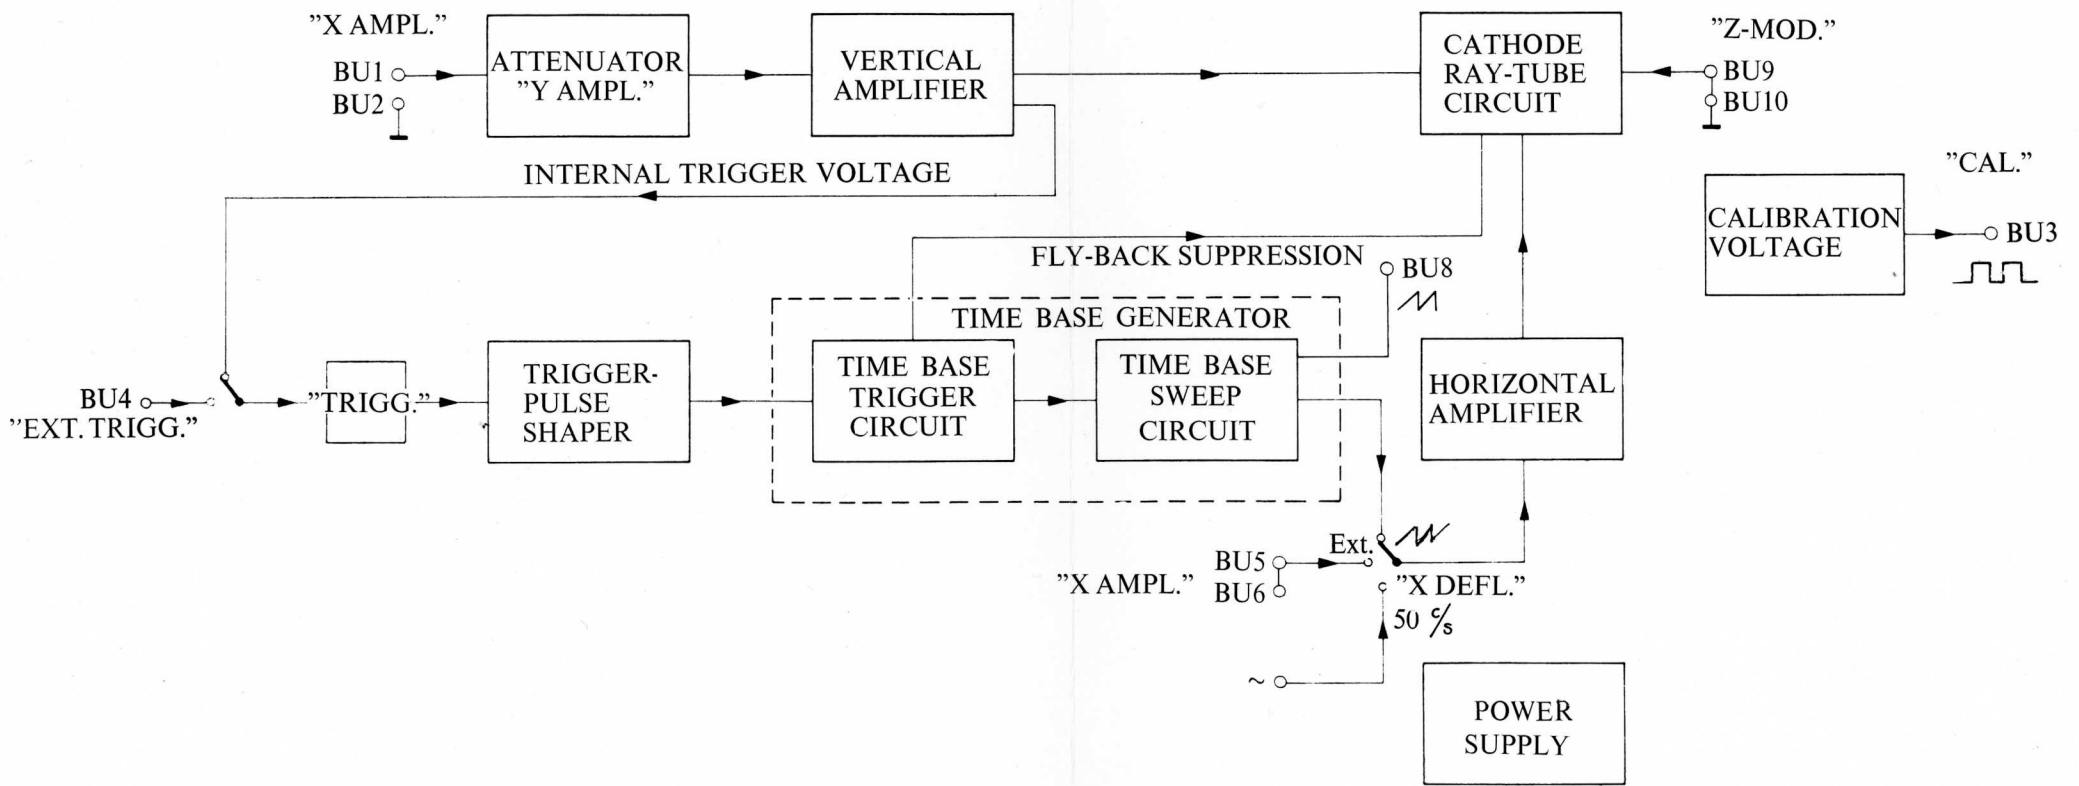 "X AMPL."
BU1
BU2
ATTENUATOR
"Y AMPL."
VERTICAL
AMPLIFIER
CATHODE
RAY-TUBE
CIRCUIT
"Z-MOD."
BU9
BU10
INTERNAL TRIGGER VOLTAGE
"CAL."
CALIBRATION
VOLTAGE
BU3
FLY-BACK SUPPRESSION
BU8
TIME BASE GENERATOR
BU4
"EXT. TRIGG."
"TRIGG."
TRIGGER-
PULSE
SHAPER
TIME BASE
TRIGGER
CIRCUIT
TIME BASE
SWEEP
CIRCUIT
HORIZONTAL
AMPLIFIER
Ext.
"X AMPL."
BU5
BU6
"X DEFL."
50 c/s
~
POWER
SUPPLY